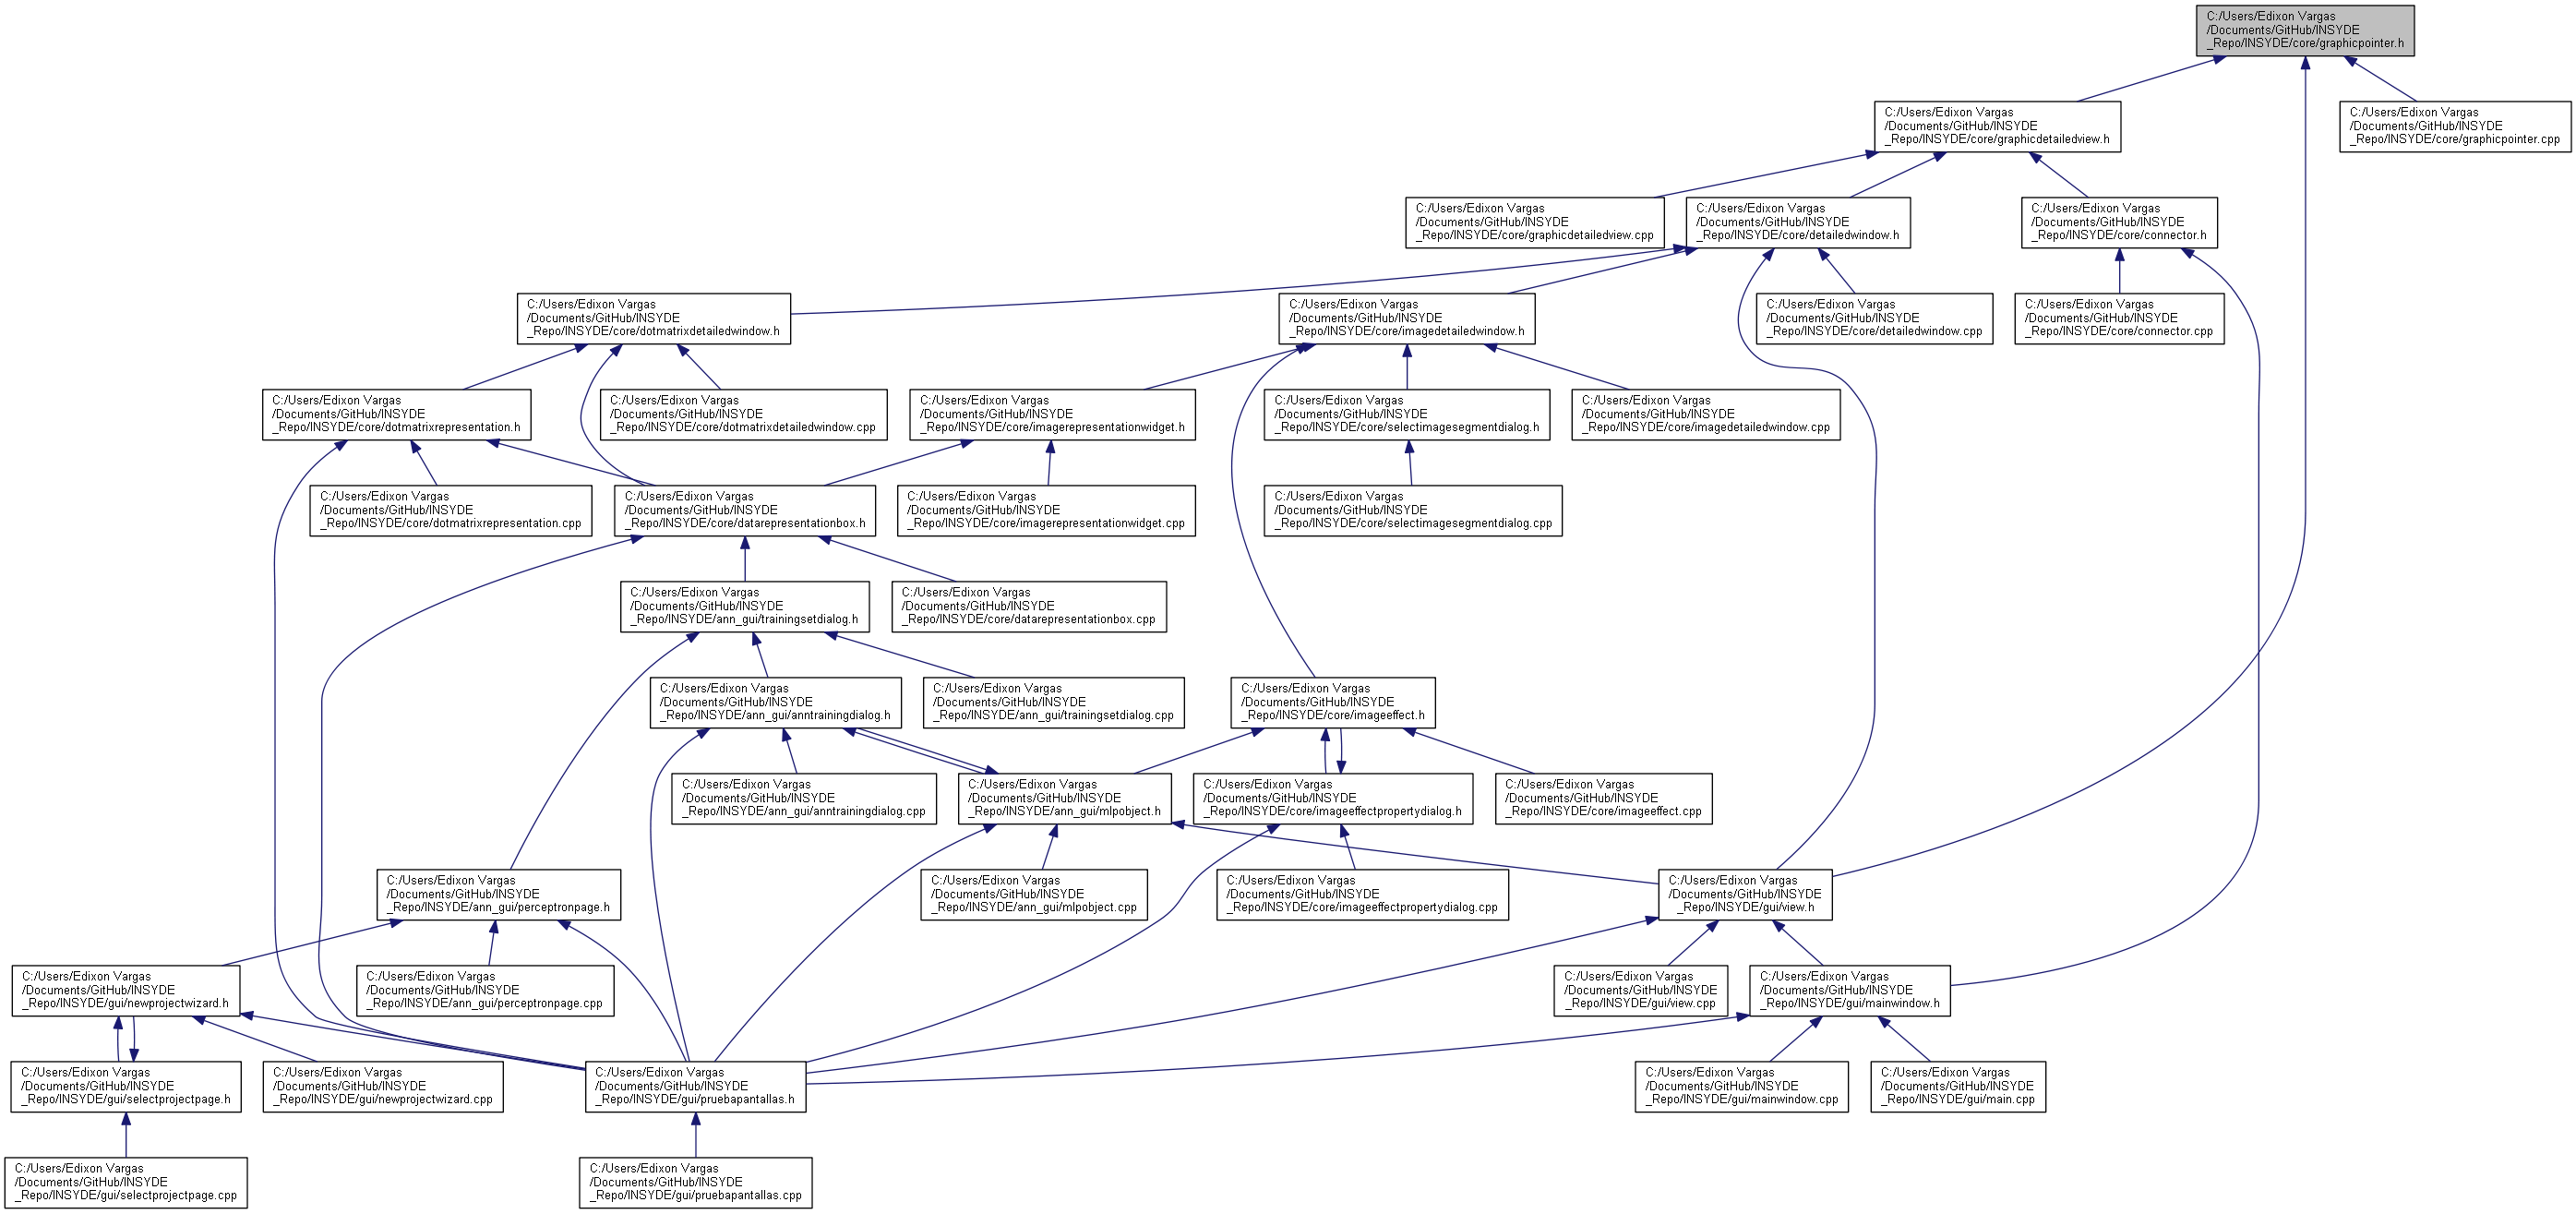 C:/Users/Edixon Vargas
/Documents/GitHub/INSYDE
_Repo/INSYDE/core/graphicpointer.h
C:/Users/Edixon Vargas
/Documents/GitHub/INSYDE
_Repo/INSYDE/core/graphicdetailedview.h
C:/Users/Edixon Vargas
/Documents/GitHub/INSYDE
_Repo/INSYDE/core/graphicpointer.cpp
C:/Users/Edixon Vargas
/Documents/GitHub/INSYDE
_Repo/INSYDE/core/graphicdetailedview.cpp
C:/Users/Edixon Vargas
/Documents/GitHub/INSYDE
_Repo/INSYDE/core/detailedwindow.h
C:/Users/Edixon Vargas
/Documents/GitHub/INSYDE
_Repo/INSYDE/core/connector.h
C:/Users/Edixon Vargas
/Documents/GitHub/INSYDE
_Repo/INSYDE/core/dotmatrixdetailedwindow.h
C:/Users/Edixon Vargas
/Documents/GitHub/INSYDE
_Repo/INSYDE/core/imagedetailedwindow.h
C:/Users/Edixon Vargas
/Documents/GitHub/INSYDE
_Repo/INSYDE/core/detailedwindow.cpp
C:/Users/Edixon Vargas
/Documents/GitHub/INSYDE
_Repo/INSYDE/core/connector.cpp
C:/Users/Edixon Vargas
/Documents/GitHub/INSYDE
_Repo/INSYDE/core/dotmatrixrepresentation.h
C:/Users/Edixon Vargas
/Documents/GitHub/INSYDE
_Repo/INSYDE/core/dotmatrixdetailedwindow.cpp
C:/Users/Edixon Vargas
/Documents/GitHub/INSYDE
_Repo/INSYDE/core/imagerepresentationwidget.h
C:/Users/Edixon Vargas
/Documents/GitHub/INSYDE
_Repo/INSYDE/core/selectimagesegmentdialog.h
C:/Users/Edixon Vargas
/Documents/GitHub/INSYDE
_Repo/INSYDE/core/imagedetailedwindow.cpp
C:/Users/Edixon Vargas
/Documents/GitHub/INSYDE
_Repo/INSYDE/core/dotmatrixrepresentation.cpp
C:/Users/Edixon Vargas
/Documents/GitHub/INSYDE
_Repo/INSYDE/core/datarepresentationbox.h
C:/Users/Edixon Vargas
/Documents/GitHub/INSYDE
_Repo/INSYDE/core/imagerepresentationwidget.cpp
C:/Users/Edixon Vargas
/Documents/GitHub/INSYDE
_Repo/INSYDE/core/selectimagesegmentdialog.cpp
C:/Users/Edixon Vargas
/Documents/GitHub/INSYDE
_Repo/INSYDE/ann_gui/trainingsetdialog.h
C:/Users/Edixon Vargas
/Documents/GitHub/INSYDE
_Repo/INSYDE/core/datarepresentationbox.cpp
C:/Users/Edixon Vargas
/Documents/GitHub/INSYDE
_Repo/INSYDE/ann_gui/anntrainingdialog.h
C:/Users/Edixon Vargas
/Documents/GitHub/INSYDE
_Repo/INSYDE/ann_gui/trainingsetdialog.cpp
C:/Users/Edixon Vargas
/Documents/GitHub/INSYDE
_Repo/INSYDE/core/imageeffect.h
C:/Users/Edixon Vargas
/Documents/GitHub/INSYDE
_Repo/INSYDE/ann_gui/anntrainingdialog.cpp
C:/Users/Edixon Vargas
/Documents/GitHub/INSYDE
_Repo/INSYDE/ann_gui/mlpobject.h
C:/Users/Edixon Vargas
/Documents/GitHub/INSYDE
_Repo/INSYDE/core/imageeffectpropertydialog.h
C:/Users/Edixon Vargas
/Documents/GitHub/INSYDE
_Repo/INSYDE/core/imageeffect.cpp
C:/Users/Edixon Vargas
/Documents/GitHub/INSYDE
_Repo/INSYDE/ann_gui/perceptronpage.h
C:/Users/Edixon Vargas
/Documents/GitHub/INSYDE
_Repo/INSYDE/ann_gui/mlpobject.cpp
C:/Users/Edixon Vargas
/Documents/GitHub/INSYDE
_Repo/INSYDE/core/imageeffectpropertydialog.cpp
C:/Users/Edixon Vargas
/Documents/GitHub/INSYDE
_Repo/INSYDE/gui/view.h
C:/Users/Edixon Vargas
/Documents/GitHub/INSYDE
_Repo/INSYDE/gui/newprojectwizard.h
C:/Users/Edixon Vargas
/Documents/GitHub/INSYDE
_Repo/INSYDE/ann_gui/perceptronpage.cpp
C:/Users/Edixon Vargas
/Documents/GitHub/INSYDE
_Repo/INSYDE/gui/view.cpp
C:/Users/Edixon Vargas
/Documents/GitHub/INSYDE
_Repo/INSYDE/gui/mainwindow.h
C:/Users/Edixon Vargas
/Documents/GitHub/INSYDE
_Repo/INSYDE/gui/selectprojectpage.h
C:/Users/Edixon Vargas
/Documents/GitHub/INSYDE
_Repo/INSYDE/gui/newprojectwizard.cpp
C:/Users/Edixon Vargas
/Documents/GitHub/INSYDE
_Repo/INSYDE/gui/pruebapantallas.h
C:/Users/Edixon Vargas
/Documents/GitHub/INSYDE
_Repo/INSYDE/gui/mainwindow.cpp
C:/Users/Edixon Vargas
/Documents/GitHub/INSYDE
_Repo/INSYDE/gui/main.cpp
C:/Users/Edixon Vargas
/Documents/GitHub/INSYDE
_Repo/INSYDE/gui/selectprojectpage.cpp
C:/Users/Edixon Vargas
/Documents/GitHub/INSYDE
_Repo/INSYDE/gui/pruebapantallas.cpp